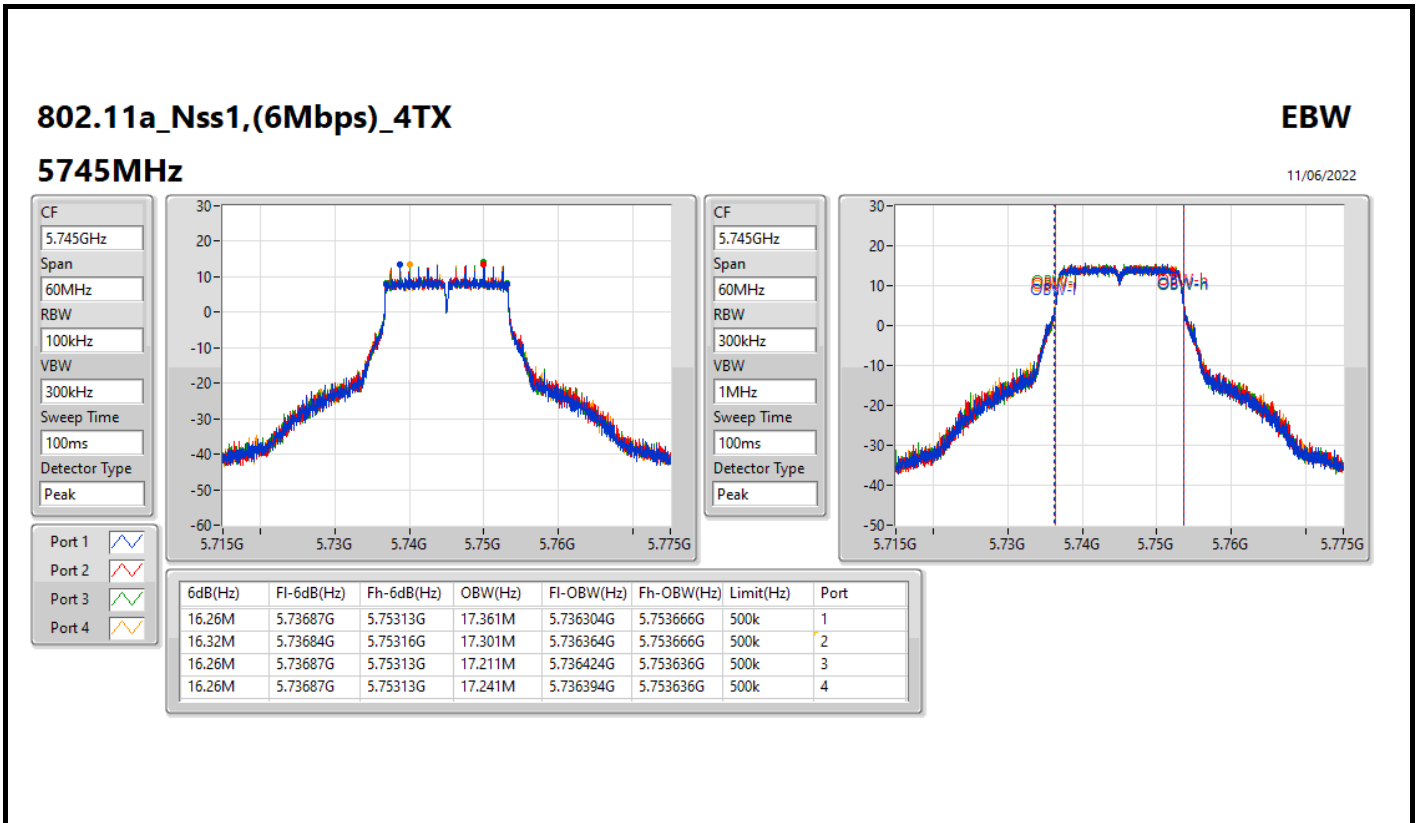 802.11a_Nss1,(6Mbps)_4TX
EBW
5745MHz
11/06/2022
CF
5.745GHz
Span
60MHz
RBW
100kHz
VBW
300kHz
Sweep Time
100ms
Detector Type
Peak
30
20
10
0
-10
-20
-30
-40
-50
-60
5.715G 5.73G 5.74G 5.75G 5.76G 5.775G
CF
5.745GHz
Span
60MHz
RBW
300kHz
VBW
1MHz
Sweep Time
100ms
Detector Type
Peak
30
20
10
0
-10
-20
-30
-40
-50
OBW-l
OBW-h
5.715G 5.73G 5.74G 5.75G 5.76G 5.775G
Port 1
Port 2
Port 3
Port 4
6dB(Hz) Fl-6dB(Hz) Fh-6dB(Hz) OBW(Hz) Fl-OBW(Hz) Fh-OBW(Hz) Limit(Hz) Port
16.26M 5.73687G 5.75313G 17.361M 5.736304G 5.753666G 500k 1
16.32M 5.73684G 5.75316G 17.301M 5.736364G 5.753666G 500k 2
16.26M 5.73687G 5.75313G 17.211M 5.736424G 5.753636G 500k 3
16.26M 5.73687G 5.75313G 17.241M 5.736394G 5.753636G 500k 4